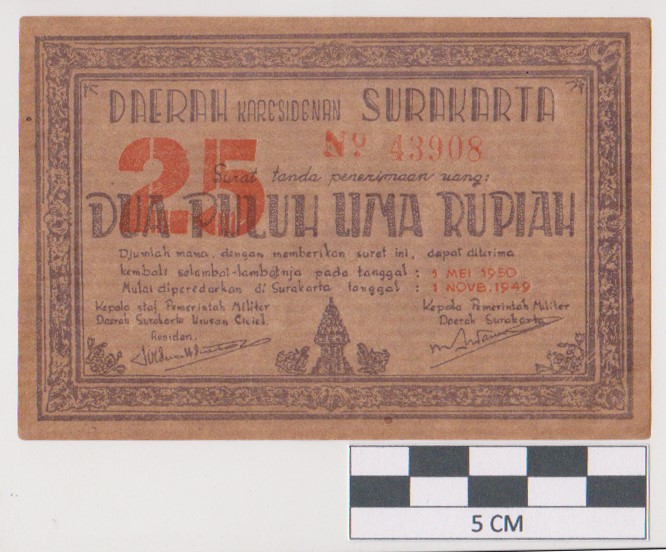 DAERAH KARESIDENAN SURAKARTA
25
No 43908
Surat tanda penerimaan uang:
DUA PULUH LIMA RUPIAH
Djumlah mana, dengan memberikan surat ini, dapat diterima
kembali selambat-lambatnja pada tanggal : 1 MEI 1950
Mulai diperedarkan di Surakarta tanggal : 1 NOVB. 1949
Kepala staf Pemerintah Militer
Daerah Surakarta Urusan Civiel.
Residen.
Kepala Pemerintah Militer
Daerah Surakarta
5 CM